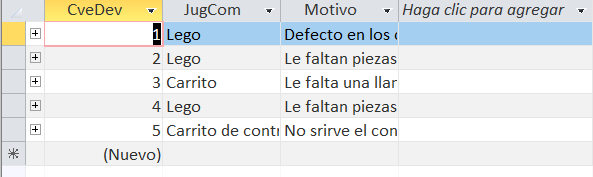 CveDev JugCom Motivo Haga clic para agregar
1 Lego Defecto en los
2 Lego Le faltan piezas
3 Carrito Le falta una llar
4 Lego Le faltan piezas
5 Carrito de cont No srirve el con
(Nuevo)